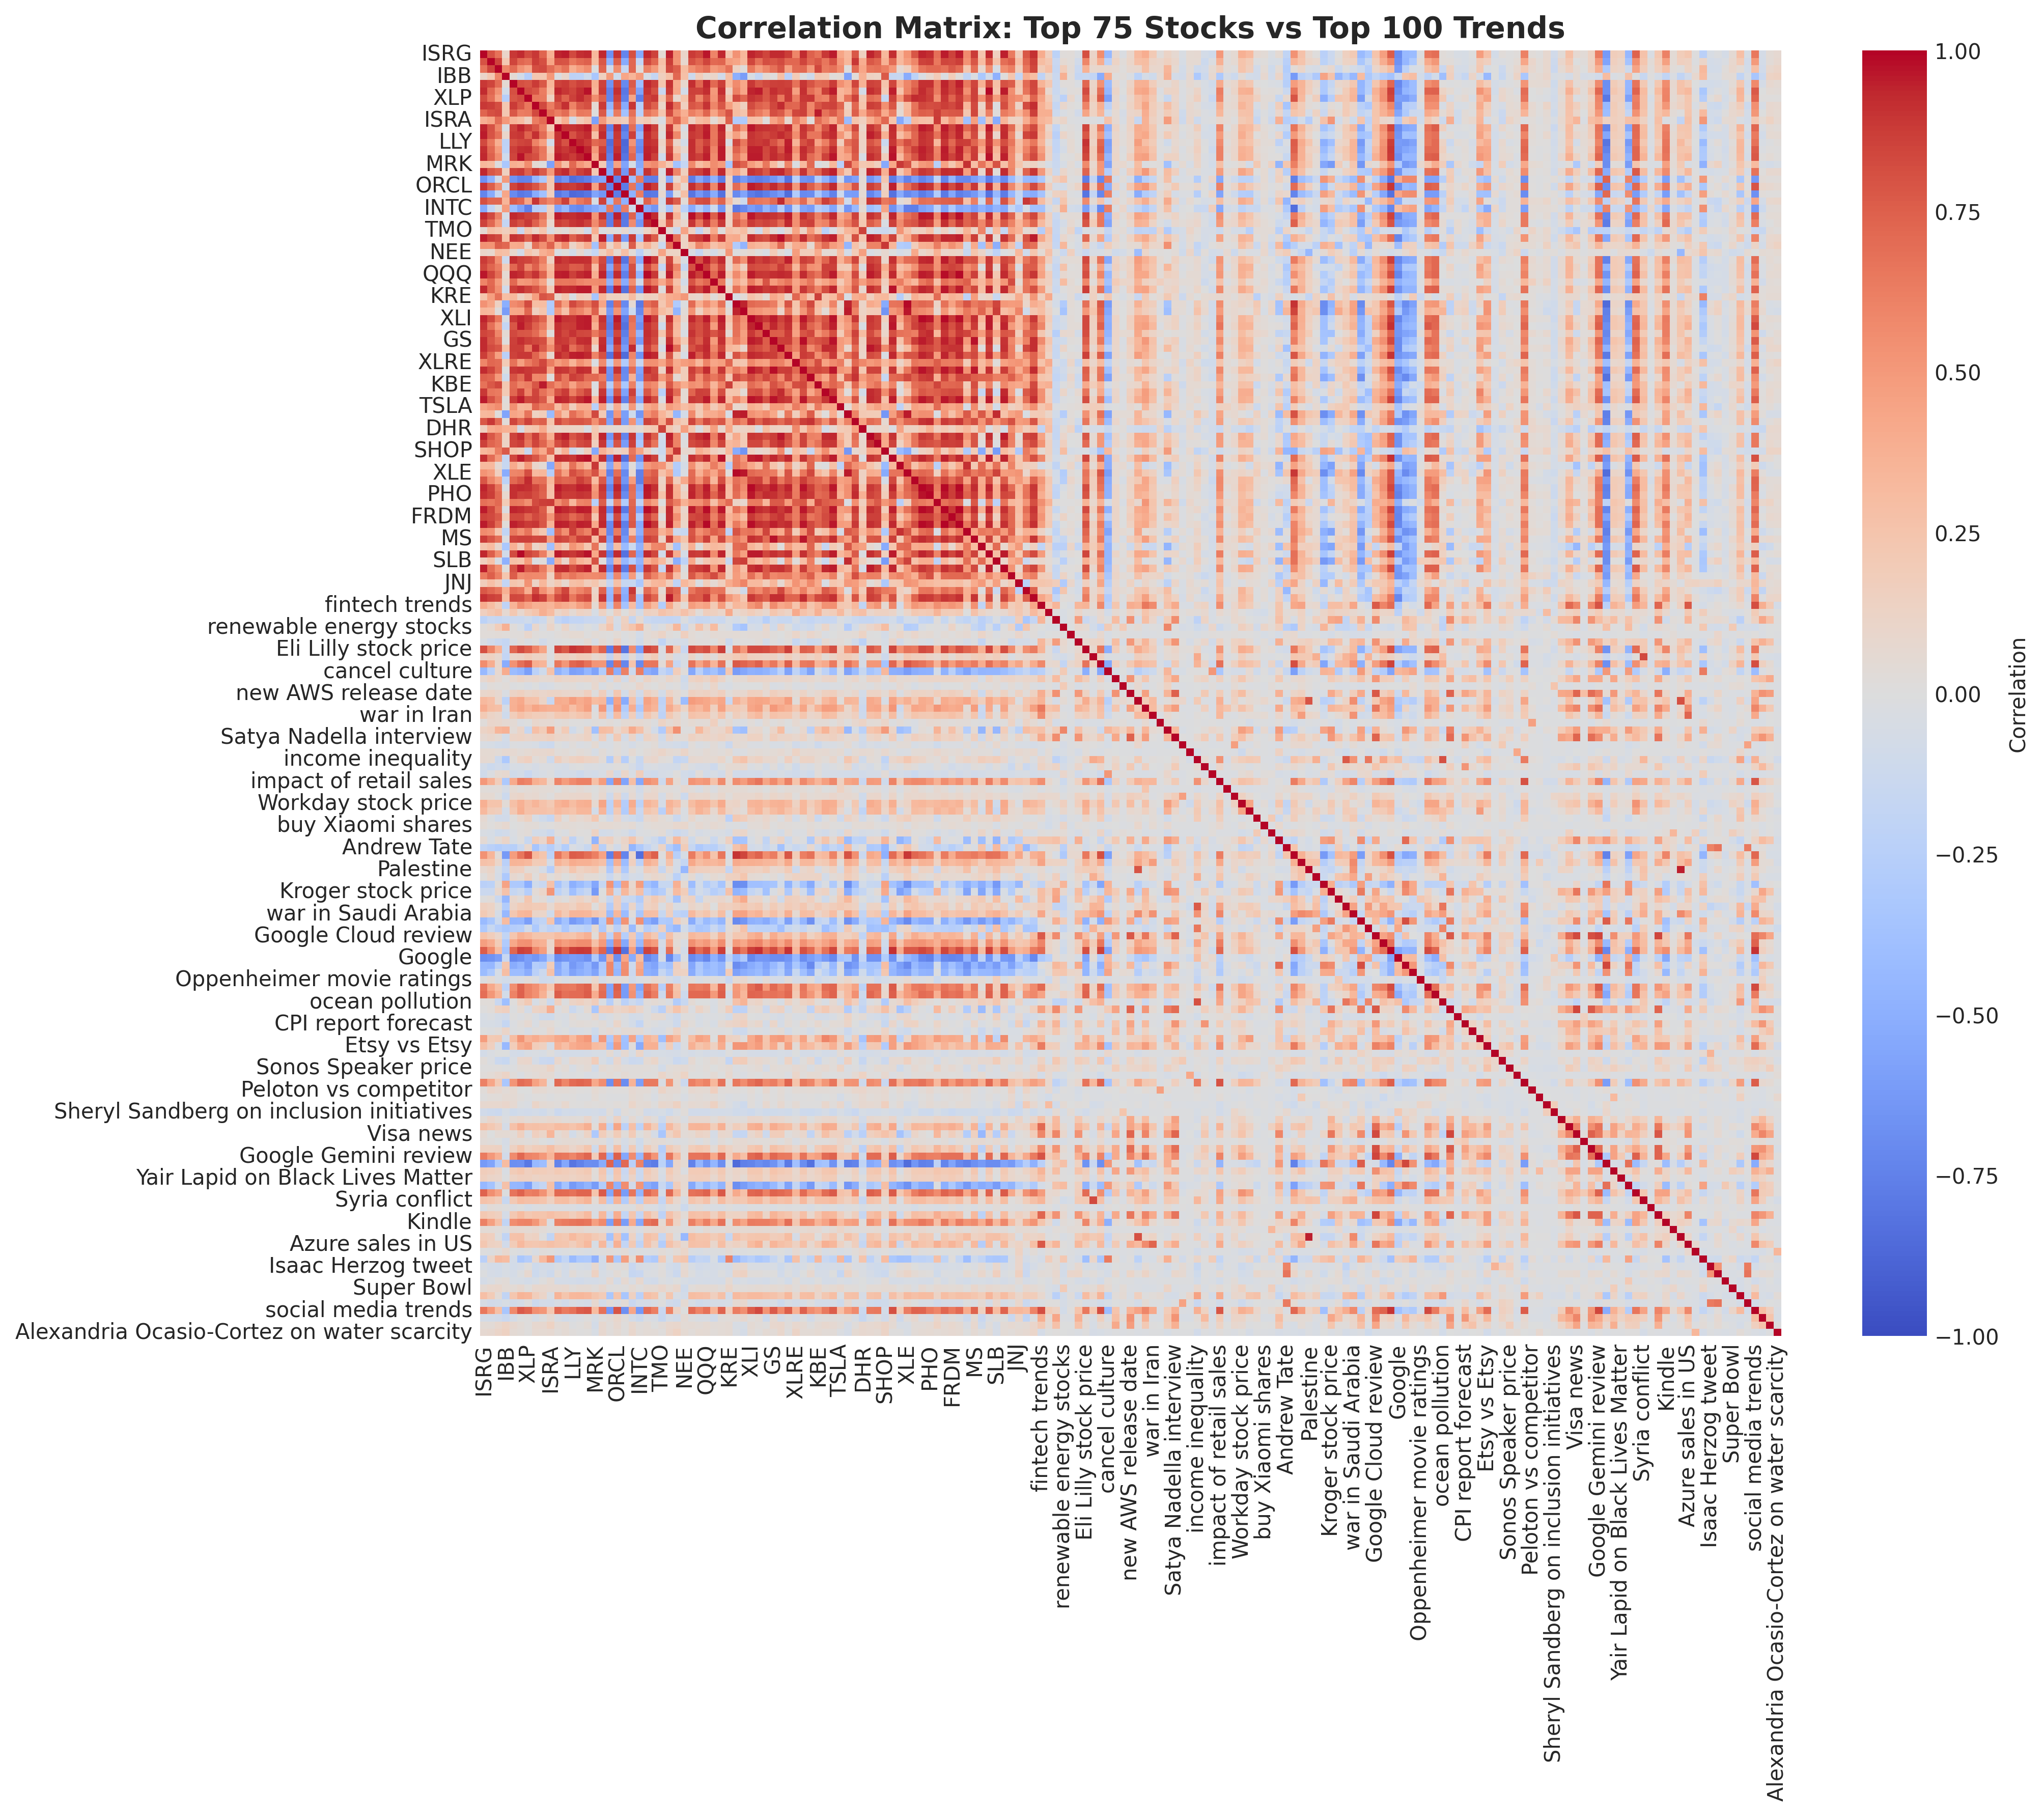 Correlation Matrix: Top 75 Stocks vs Top 100 Trends
ISRG
IBB
XLP
ISRA
LLY
MRK
ORCL
INTC
TMO
NEE
QQQ
KRE
XLI
GS
XLRE
KBE
TSLA
DHR
SHOP
XLE
PHO
FRDM
MS
SLB
JNJ
fintech trends
renewable energy stocks
Eli Lilly stock price
cancel culture
new AWS release date
war in Iran
Satya Nadella interview
income inequality
impact of retail sales
Workday stock price
buy Xiaomi shares
Andrew Tate
Palestine
Kroger stock price
war in Saudi Arabia
Google Cloud review
Google
Oppenheimer movie ratings
ocean pollution
CPI report forecast
Etsy vs Etsy
Sonos Speaker price
Peloton vs competitor
Sheryl Sandberg on inclusion initiatives
Visa news
Google Gemini review
Yair Lapid on Black Lives Matter
Syria conflict
Kindle
Azure sales in US
Isaac Herzog tweet
Super Bowl
social media trends
Alexandria Ocasio-Cortez on water scarcity
ISRG
IBB
XLP
ISRA
LLY
MRK
ORCL
INTC
TMO
NEE
QQQ
KRE
XLI
GS
XLRE
KBE
TSLA
DHR
SHOP
XLE
PHO
FRDM
MS
SLB
JNJ
fintech trends
renewable energy stocks
Eli Lilly stock price
cancel culture
new AWS release date
war in Iran
Satya Nadella interview
income inequality
impact of retail sales
Workday stock price
buy Xiaomi shares
Andrew Tate
Palestine
Kroger stock price
war in Saudi Arabia
Google Cloud review
Google
Oppenheimer movie ratings
ocean pollution
CPI report forecast
Etsy vs Etsy
Sonos Speaker price
Peloton vs competitor
Sheryl Sandberg on inclusion initiatives
Visa news
Google Gemini review
Yair Lapid on Black Lives Matter
Syria conflict
Kindle
Azure sales in US
Isaac Herzog tweet
Super Bowl
social media trends
Alexandria Ocasio-Cortez on water scarcity
1.00
0.75
0.50
0.25
0.00
−0.25
−0.50
−0.75
−1.00
Correlation